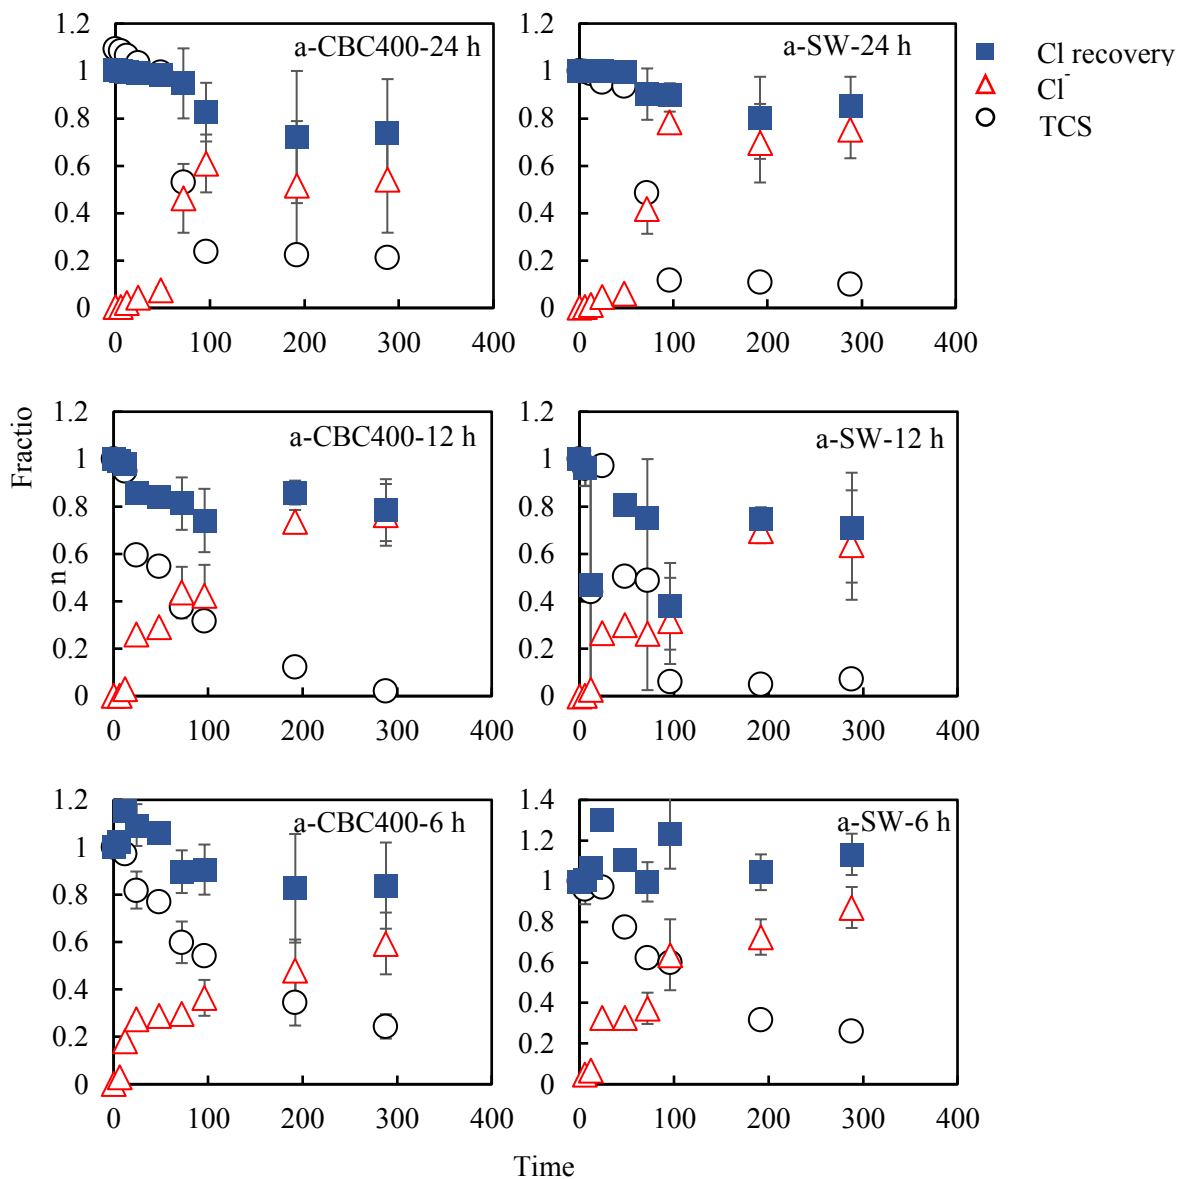 1.2
1
0.8
0.6
0.4
0.2
0
0 100 200 300 400
a-CBC400-24 h
1.2
1
0.8
0.6
0.4
0.2
0
0 100 200 300 400
a-SW-24 h
Cl recovery
Cl⁻
TCS
Fractio
n
1.2
1
0.8
0.6
0.4
0.2
0
0 100 200 300 400
a-CBC400-12 h
1.2
1
0.8
0.6
0.4
0.2
0
0 100 200 300 400
a-SW-12 h
1.2
1
0.8
0.6
0.4
0.2
0
0 100 200 300 400
a-CBC400-6 h
1.4
1.2
1
0.8
0.6
0.4
0.2
0
0 100 200 300 400
a-SW-6 h
Time